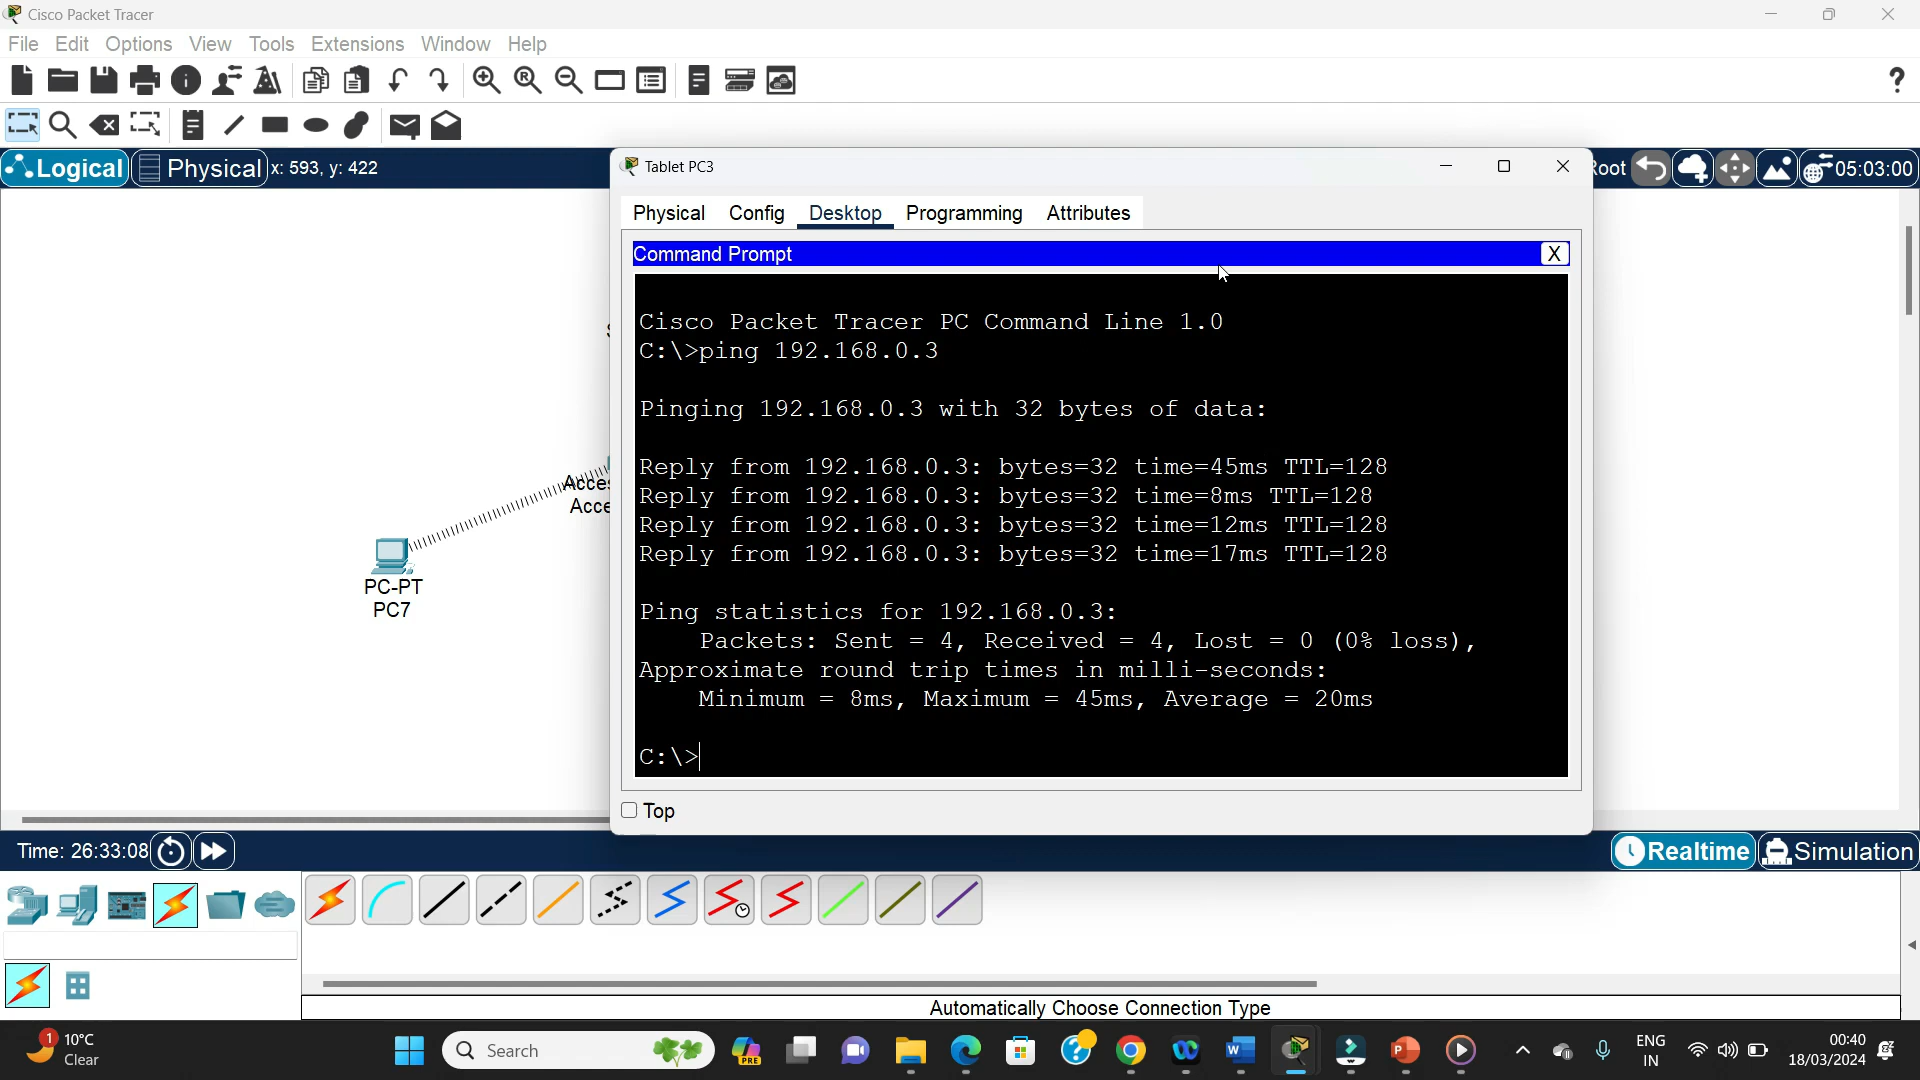 Cisco Packet Tracer
File Edit Options View Tools Extensions Window Help
?
Logical Physical x: 593, y: 422
05:03:00
Tablet PC3
Physical Config Desktop Programming Attributes
Command Prompt X
Cisco Packet Tracer PC Command Line 1.0
C:\>ping 192.168.0.3
Pinging 192.168.0.3 with 32 bytes of data:
Reply from 192.168.0.3: bytes=32 time=45ms TTL=128
Reply from 192.168.0.3: bytes=32 time=8ms TTL=128
Reply from 192.168.0.3: bytes=32 time=12ms TTL=128
Reply from 192.168.0.3: bytes=32 time=17ms TTL=128
Ping statistics for 192.168.0.3:
Packets: Sent = 4, Received = 4, Lost = 0 (0% loss),
Approximate round trip times in milli-seconds:
Minimum = 8ms, Maximum = 45ms, Average = 20ms
C:\>
Acces
Acce
PC-PT
PC7
Top
Time: 26:33:08
Realtime Simulation
Automatically Choose Connection Type
1
10°C
Clear
Search
PRE
ENG
IN
00:40
18/03/2024